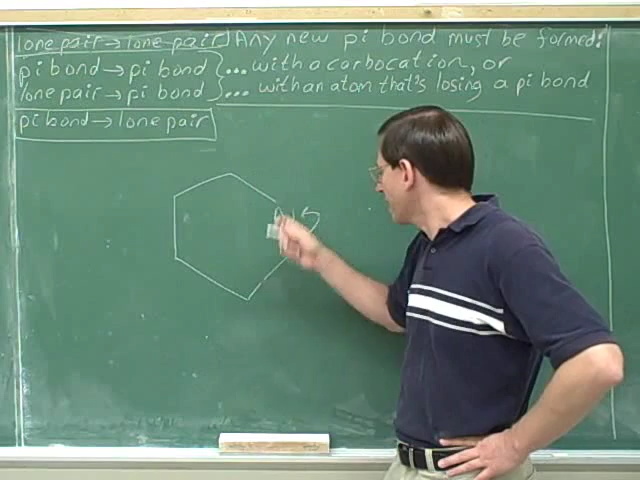 lone pair → lone pair Any new pi bond must be formed:
pi bond → pi bond ... with a carbocation, or
lone pair → pi bond ... with an atom that's losing a pi bond
pi bond → lone pair